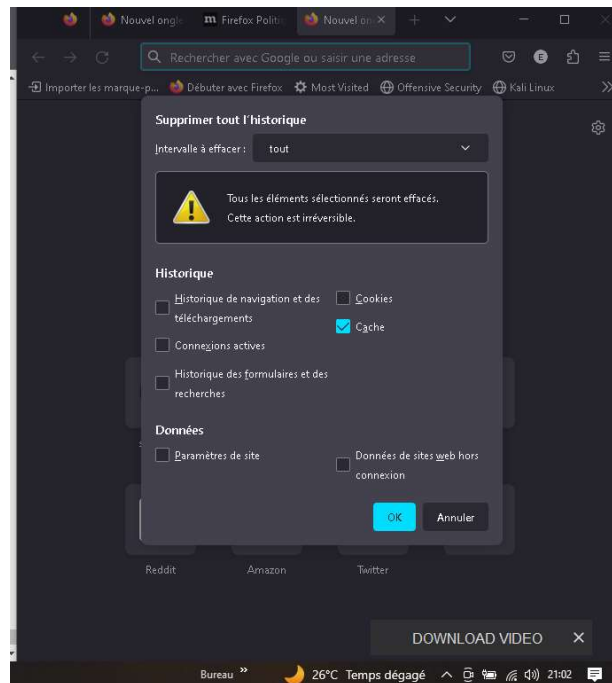 Nouvel ongle
m Firefox Politi
Nouvel on
Rechercher avec Google ou saisir une adresse
E
Importer les marque-p...
Débuter avec Firefox
Most Visited
Offensive Security
Kali Linux
Supprimer tout l'historique
Intervalle à effacer :
tout
Tous les éléments sélectionnés seront effacés.
Cette action est irréversible.
Historique
Historique de navigation et des
téléchargements
Cookies
Cache
Connexions actives
Historique des formulaires et des
recherches
Données
Paramètres de site
Données de sites web hors
connexion
OK
Annuler
Reddit
Amazon
Twitter
DOWNLOAD VIDEO
Bureau
26°C Temps dégagé
21:02